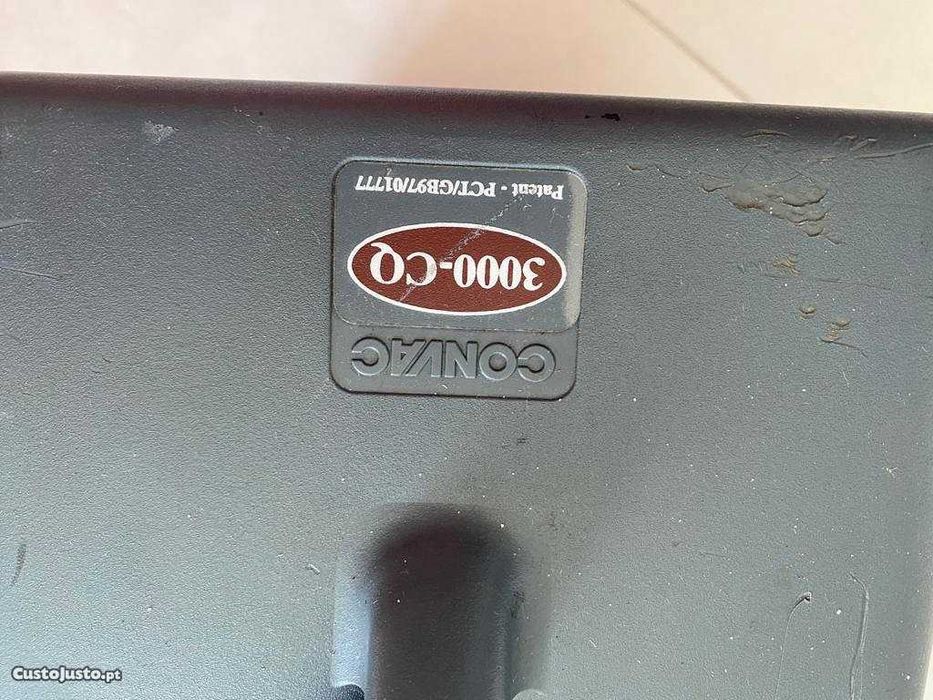 CONVAC
3000-CQ
Patent - PCT/GB97/01777
CustoJusto.pt